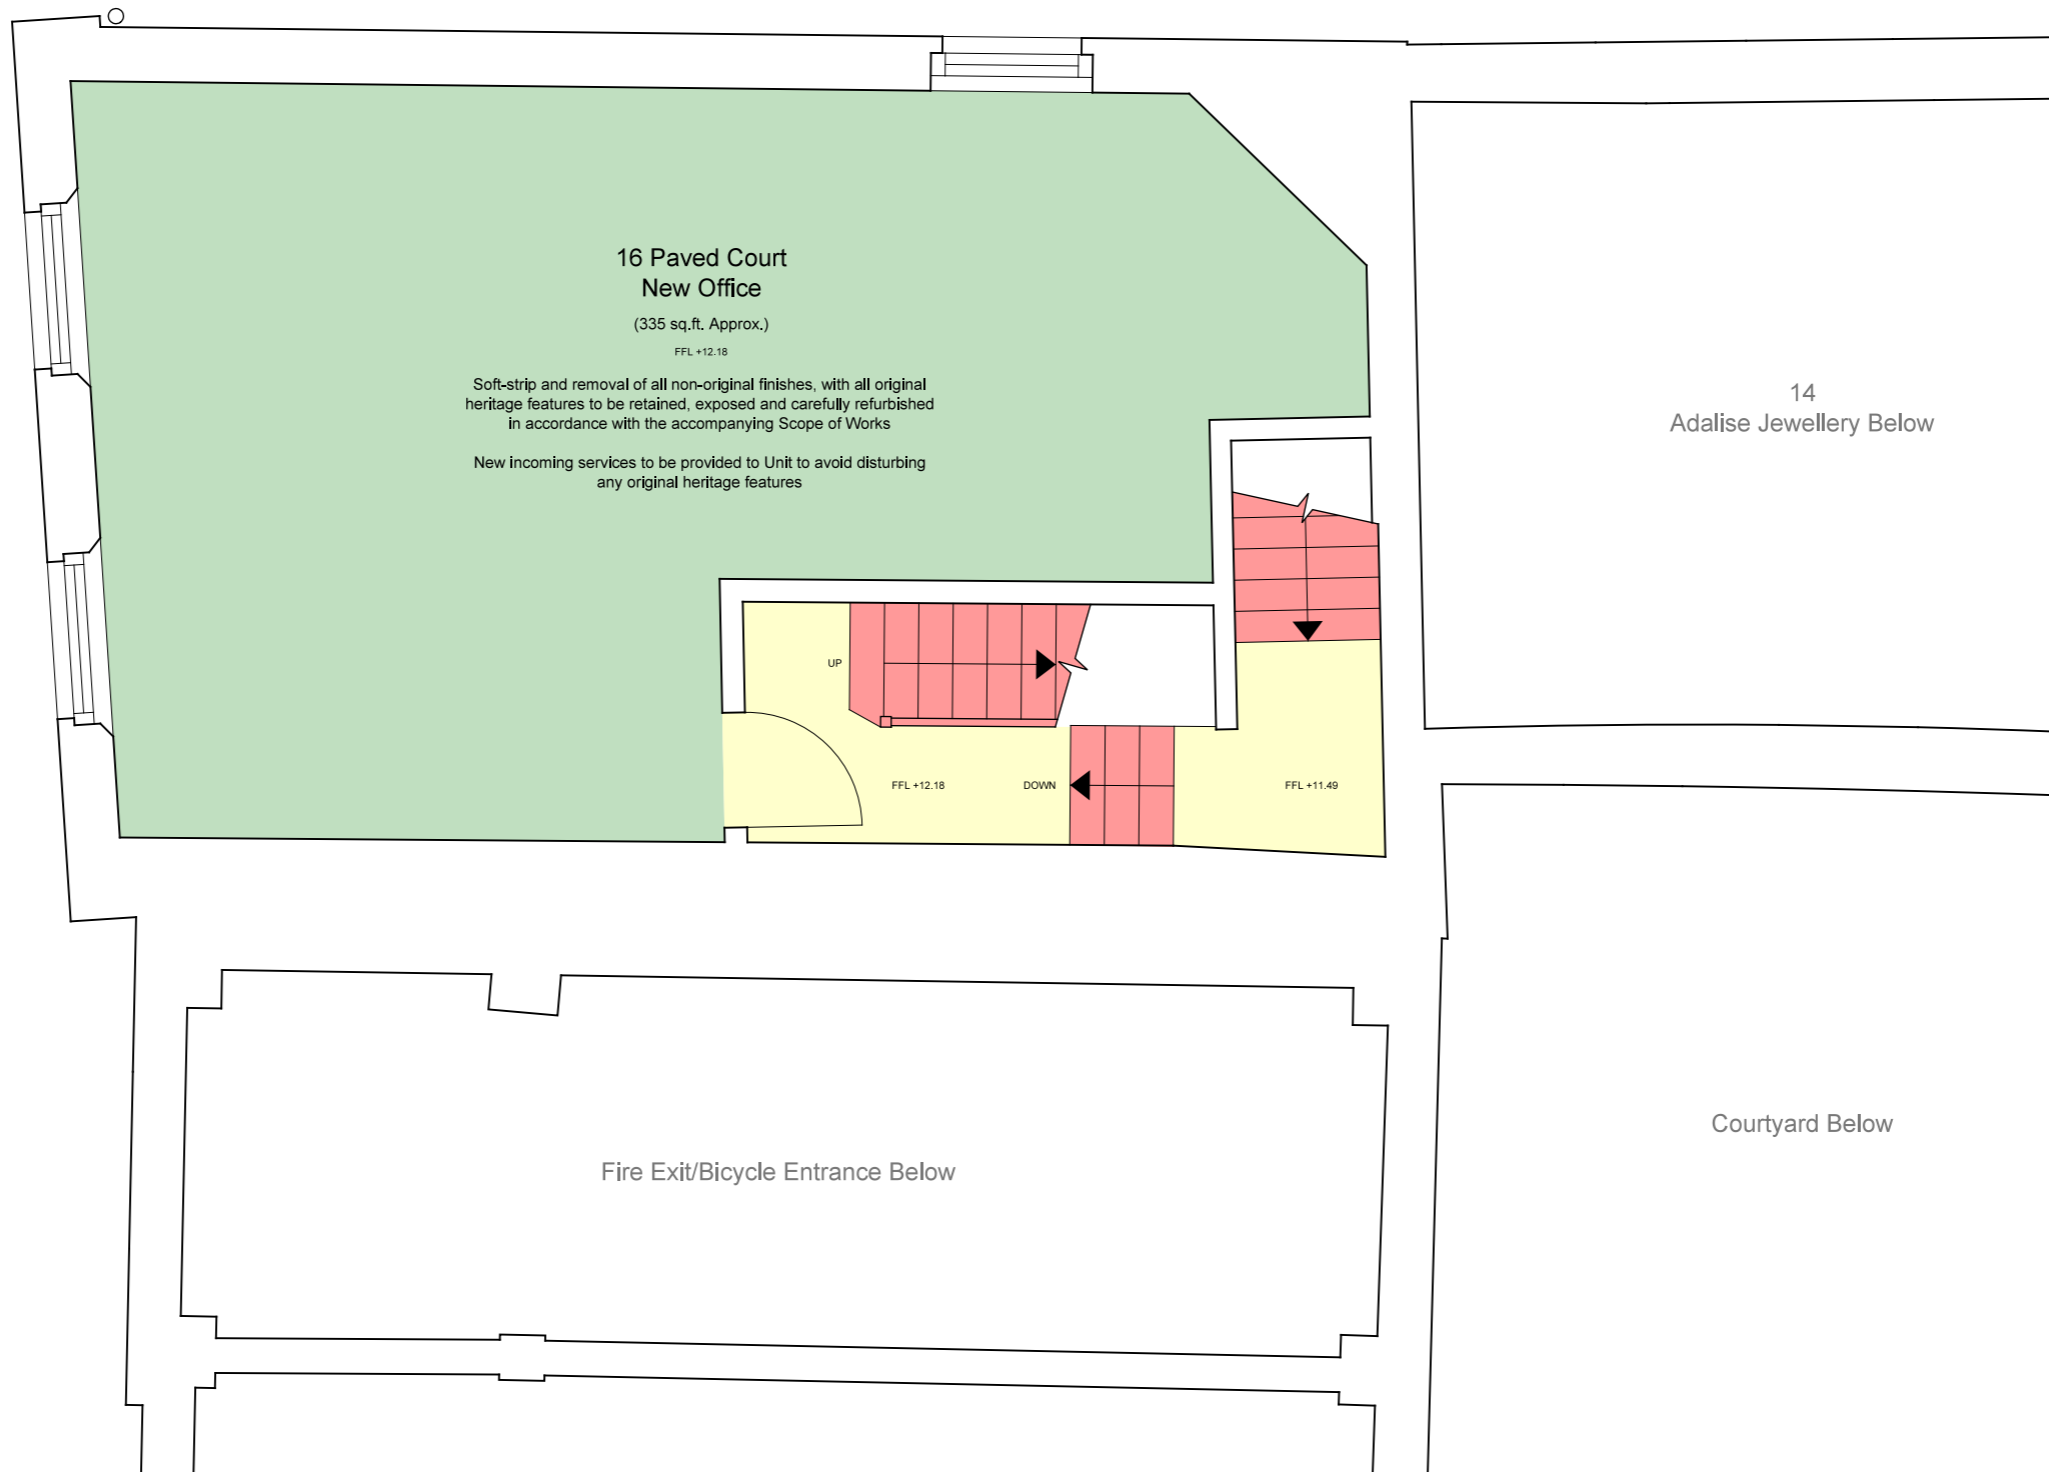 16 Paved Court
New Office
(335 sq.ft. Approx.)
FFL +12.18
Soft-strip and removal of all non-original finishes, with all original
heritage features to be retained, exposed and carefully refurbished
in accordance with the accompanying Scope of Works
New incoming services to be provided to Unit to avoid disturbing
any original heritage features
14
Adalise Jewellery Below
UP
FFL +12.18
DOWN
FFL +11.49
Courtyard Below
Fire Exit/Bicycle Entrance Below